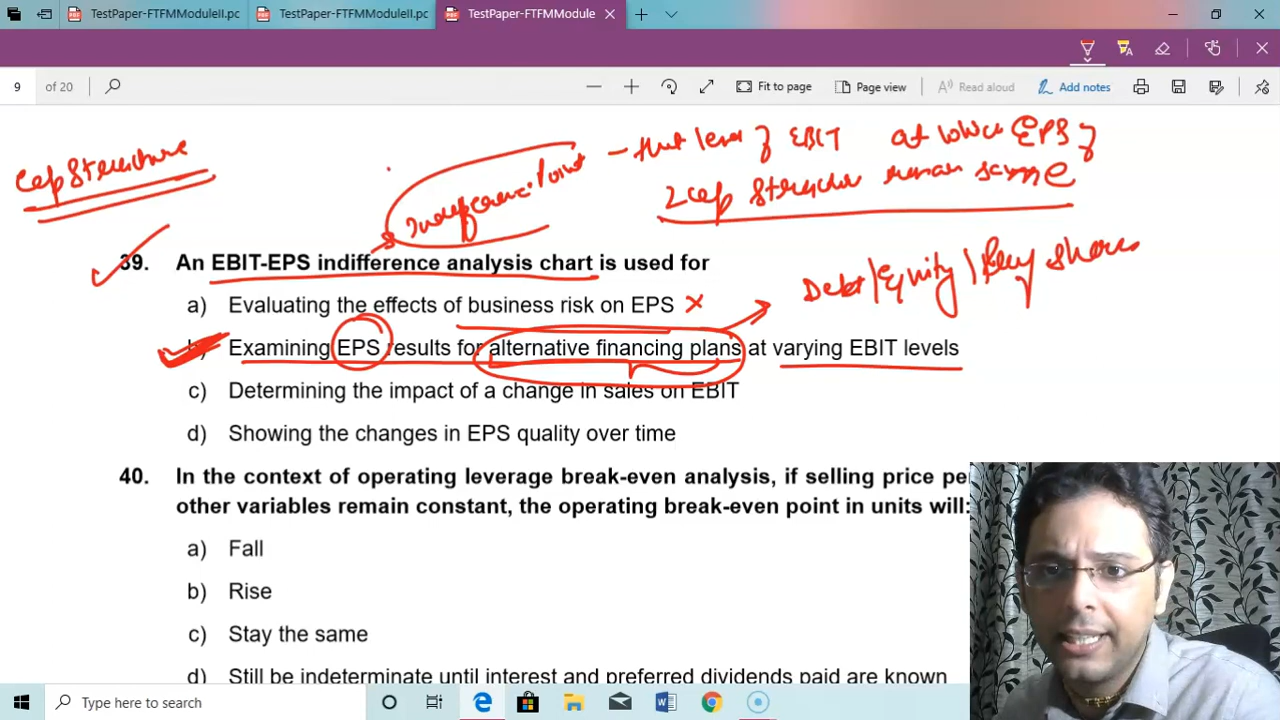 TestPaper-FTFMModuleII.pc
TestPaper-FTFMModuleII.pc
TestPaper-FTFMModule
9 of 20
Fit to page
Page view
Read aloud
Add notes
Cap Structure
Indifference Point
- that level of EBIT at which EPS of
2 cap structure remain same
39. An EBIT-EPS indifference analysis chart is used for
Debt/Equity/ shares
a) Evaluating the effects of business risk on EPS ×
b) Examining EPS results for alternative financing plans at varying EBIT levels
c) Determining the impact of a change in sales on EBIT
d) Showing the changes in EPS quality over time
40. In the context of operating leverage break-even analysis, if selling price pe
other variables remain constant, the operating break-even point in units will:
a) Fall
b) Rise
c) Stay the same
d) Still be indeterminate until interest and preferred dividends paid are known
Type here to search